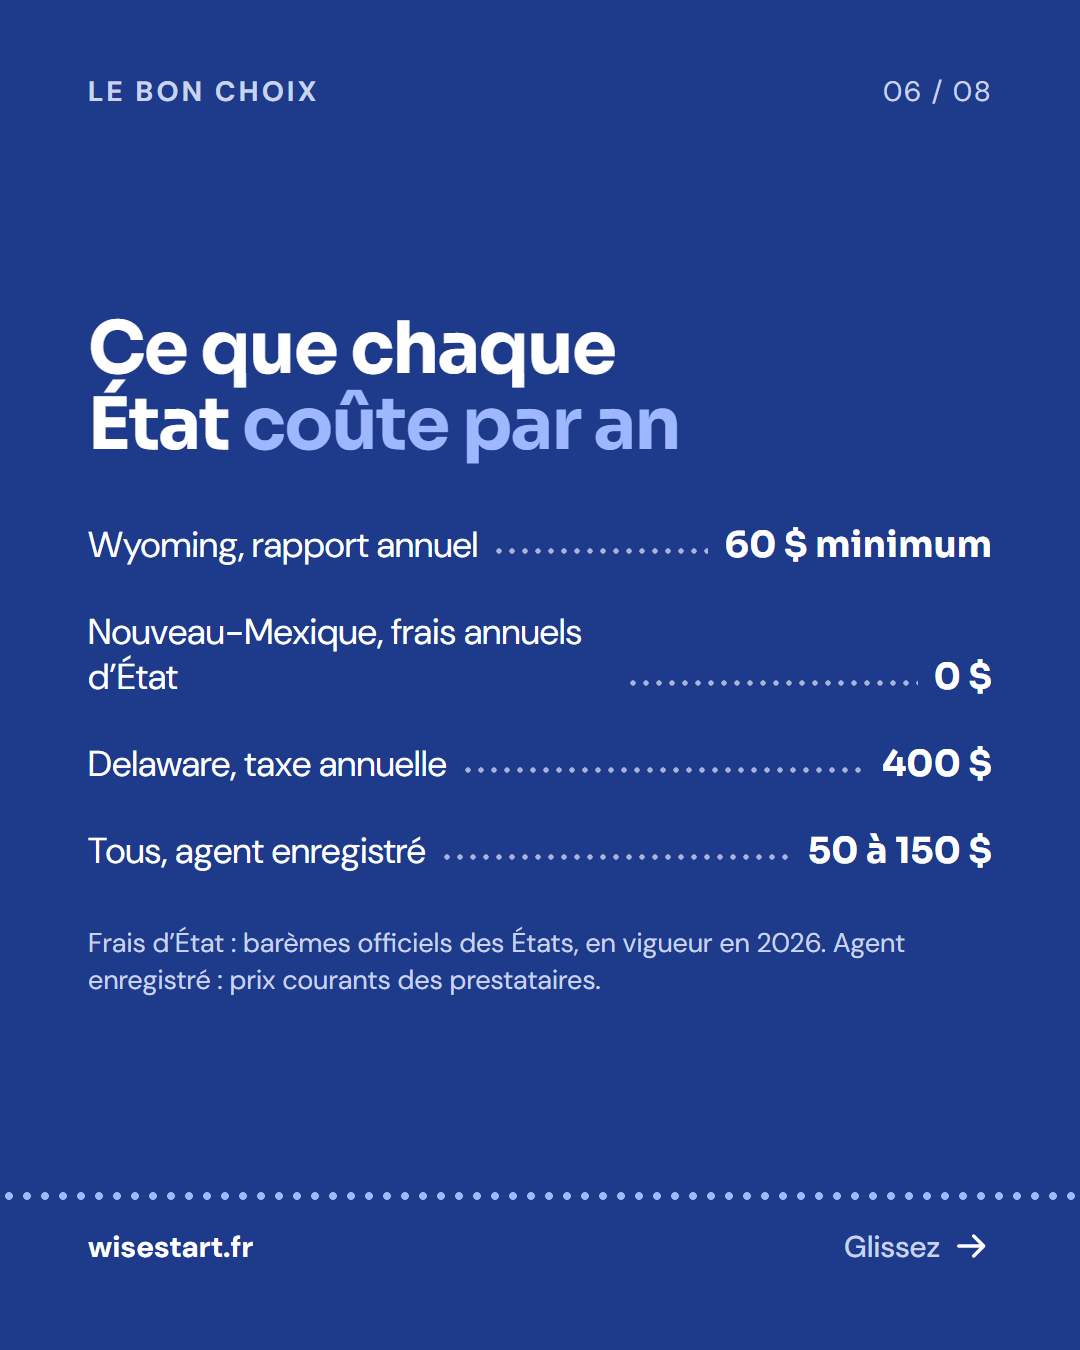 LE BON CHOIX
06 / 08
Ce que chaque
État coûte par an
Wyoming, rapport annuel 60 $ minimum
Nouveau-Mexique, frais annuels
d’État 0 $
Delaware, taxe annuelle 400 $
Tous, agent enregistré 50 à 150 $
Frais d’État : barèmes officiels des États, en vigueur en 2026. Agent
enregistré : prix courants des prestataires.
wisestart.fr
Glissez →